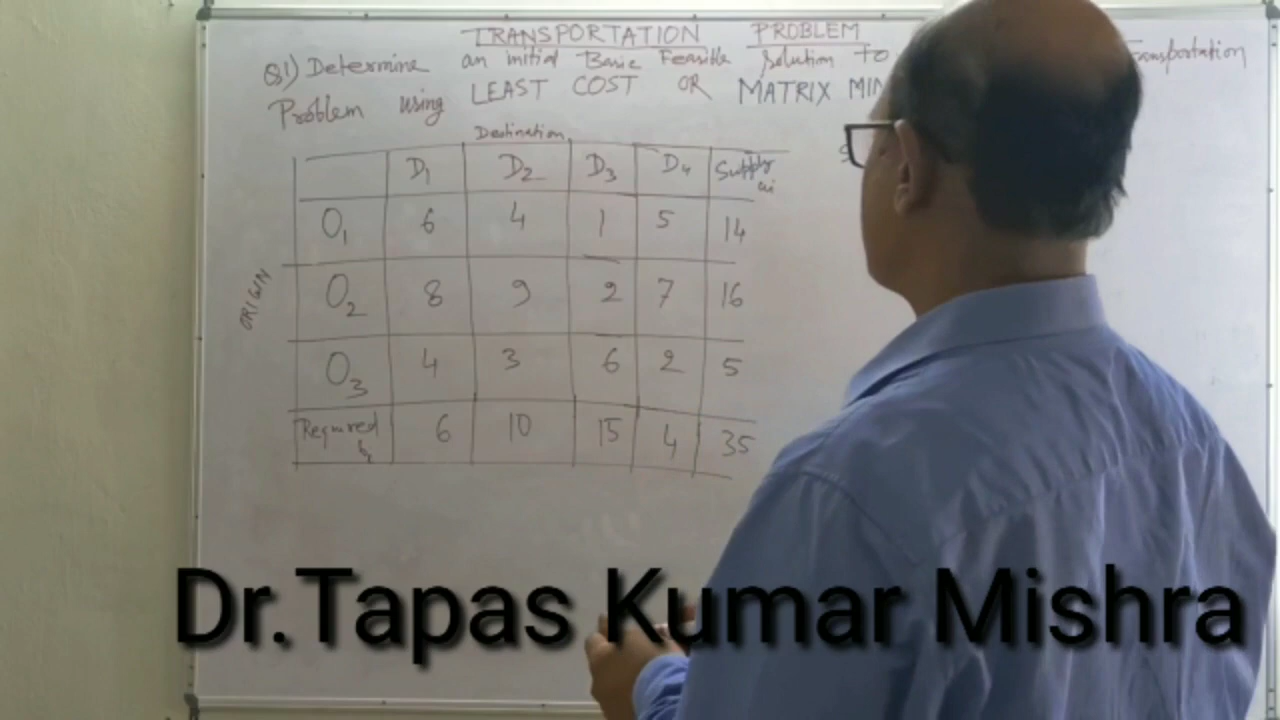 TRANSPORTATION PROBLEM
Q1) Determine an initial Basic Feasible solution to Transportation
Problem using LEAST COST OR MATRIX MIN
Destination
D1 D2 D3 D4 Supply ai
O1 6 4 1 5 14
ORIGIN
O2 8 9 2 7 16
O3 4 3 6 2 5
Required 6 10 15 4 35
Dr.Tapas Kumar Mishra